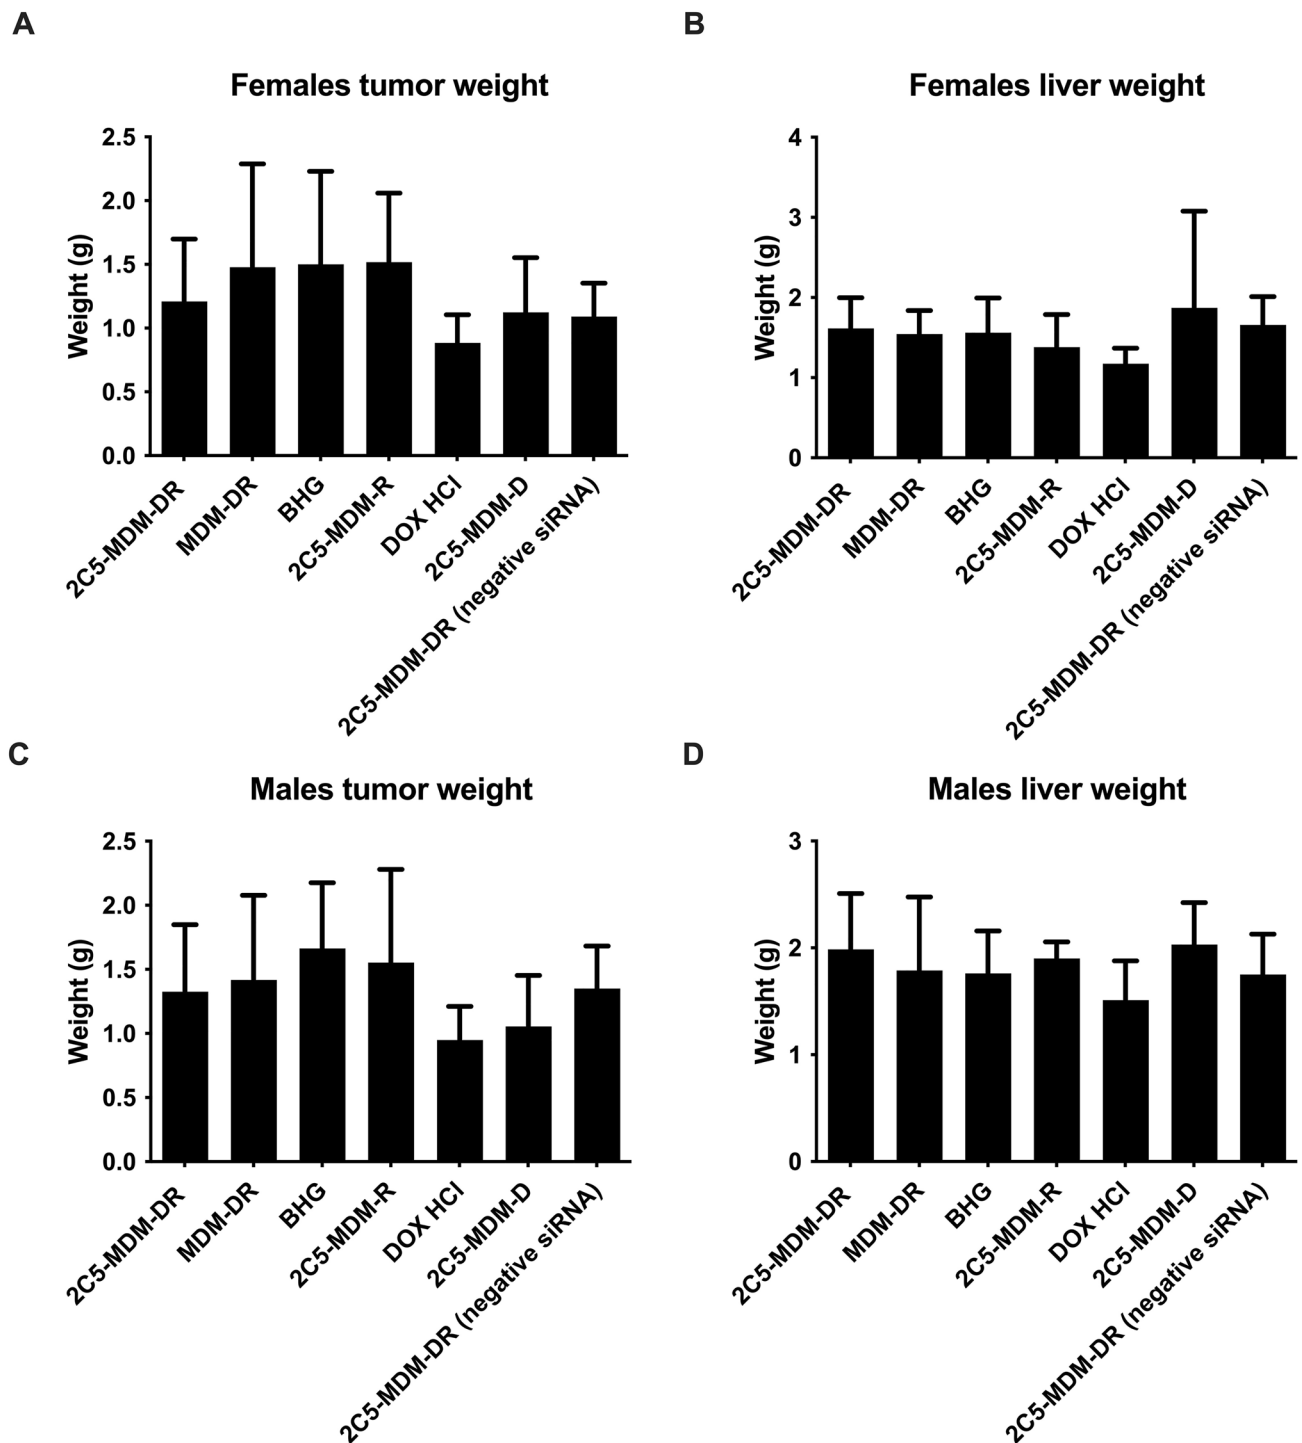 A
Females tumor weight
Weight (g)
2.5
2.0
1.5
1.0
0.5
0.0
2C5-MDM-DR
MDM-DR
BHG
2C5-MDM-R
DOX HCl
2C5-MDM-D
2C5-MDM-DR (negative siRNA)
B
Females liver weight
Weight (g)
4
3
2
1
0
2C5-MDM-DR
MDM-DR
BHG
2C5-MDM-R
DOX HCl
2C5-MDM-D
2C5-MDM-DR (negative siRNA)
C
Males tumor weight
Weight (g)
2.5
2.0
1.5
1.0
0.5
0.0
2C5-MDM-DR
MDM-DR
BHG
2C5-MDM-R
DOX HCl
2C5-MDM-D
2C5-MDM-DR (negative siRNA)
D
Males liver weight
Weight (g)
3
2
1
0
2C5-MDM-DR
MDM-DR
BHG
2C5-MDM-R
DOX HCl
2C5-MDM-D
2C5-MDM-DR (negative siRNA)